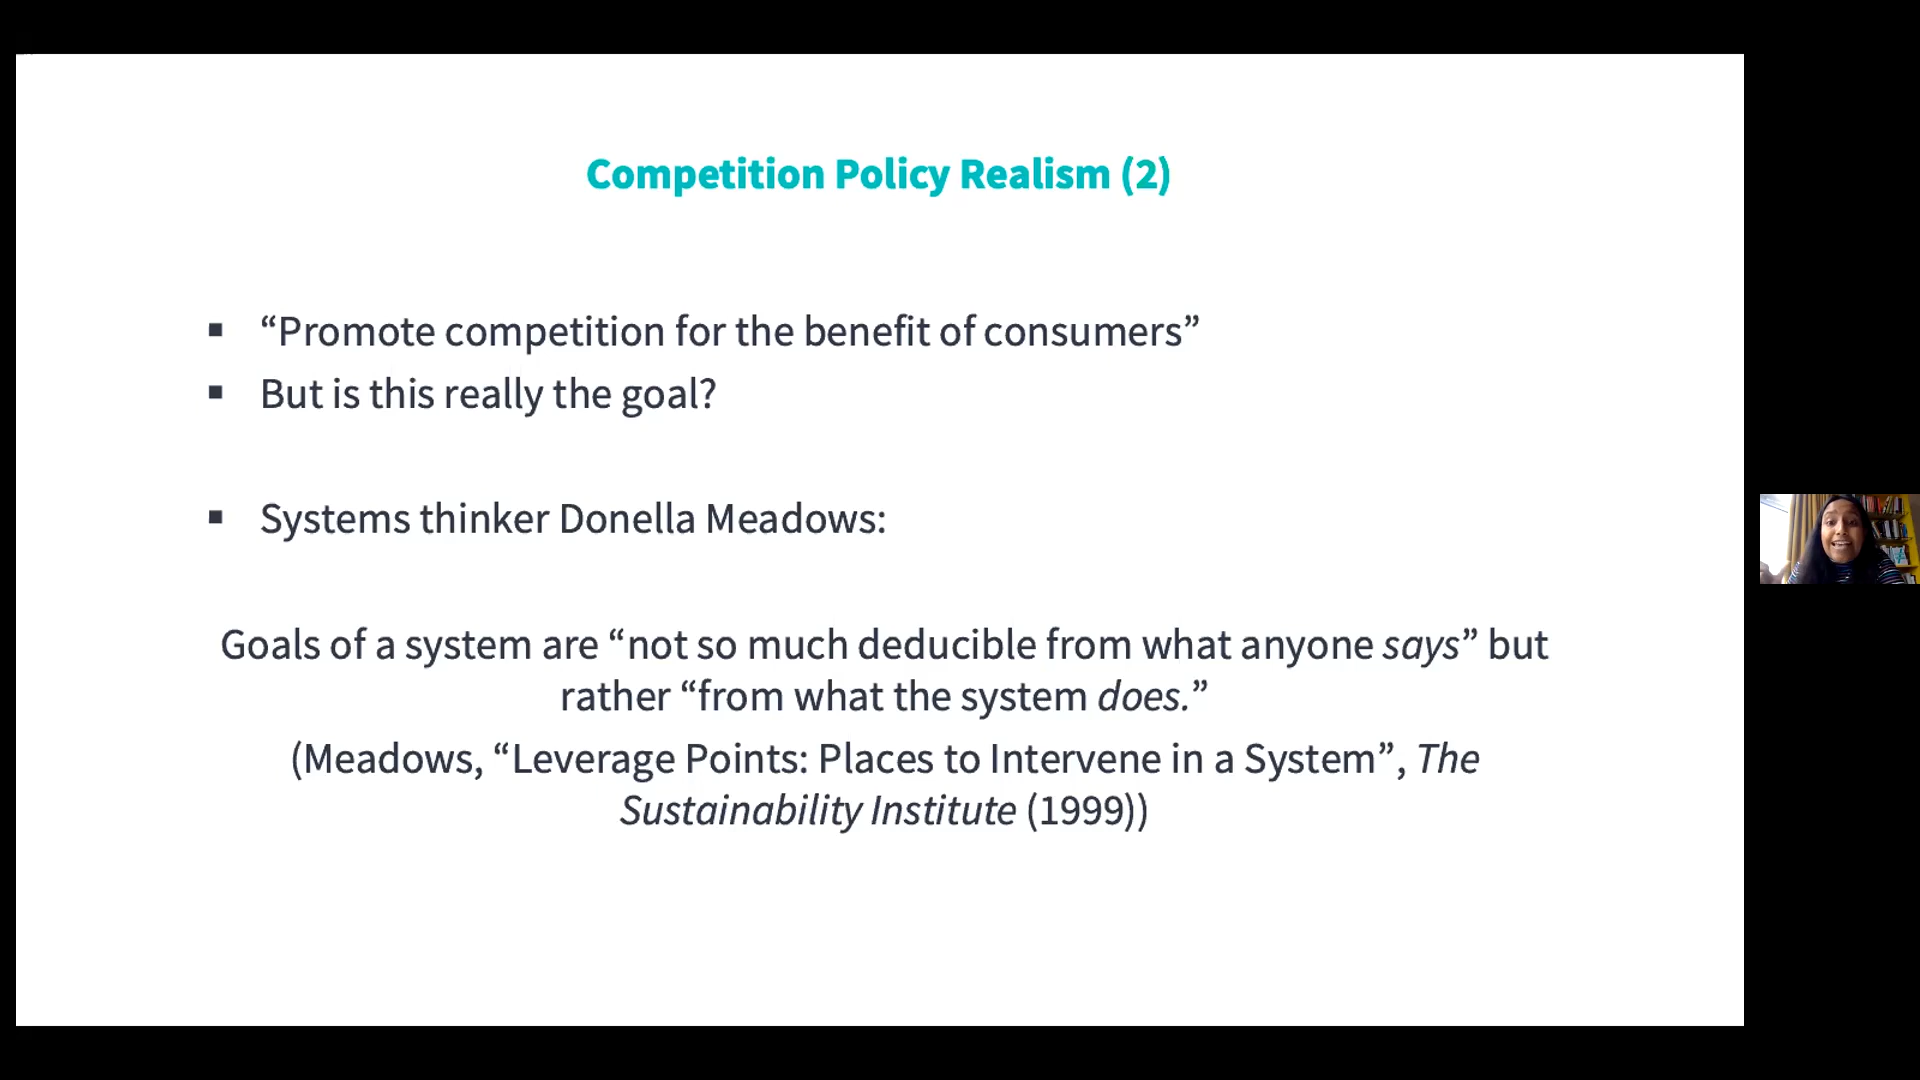 Competition Policy Realism (2)
▪ “Promote competition for the benefit of consumers”
▪ But is this really the goal?
▪ Systems thinker Donella Meadows:
Goals of a system are “not so much deducible from what anyone says” but
rather “from what the system does.”
(Meadows, “Leverage Points: Places to Intervene in a System”, The
Sustainability Institute (1999))